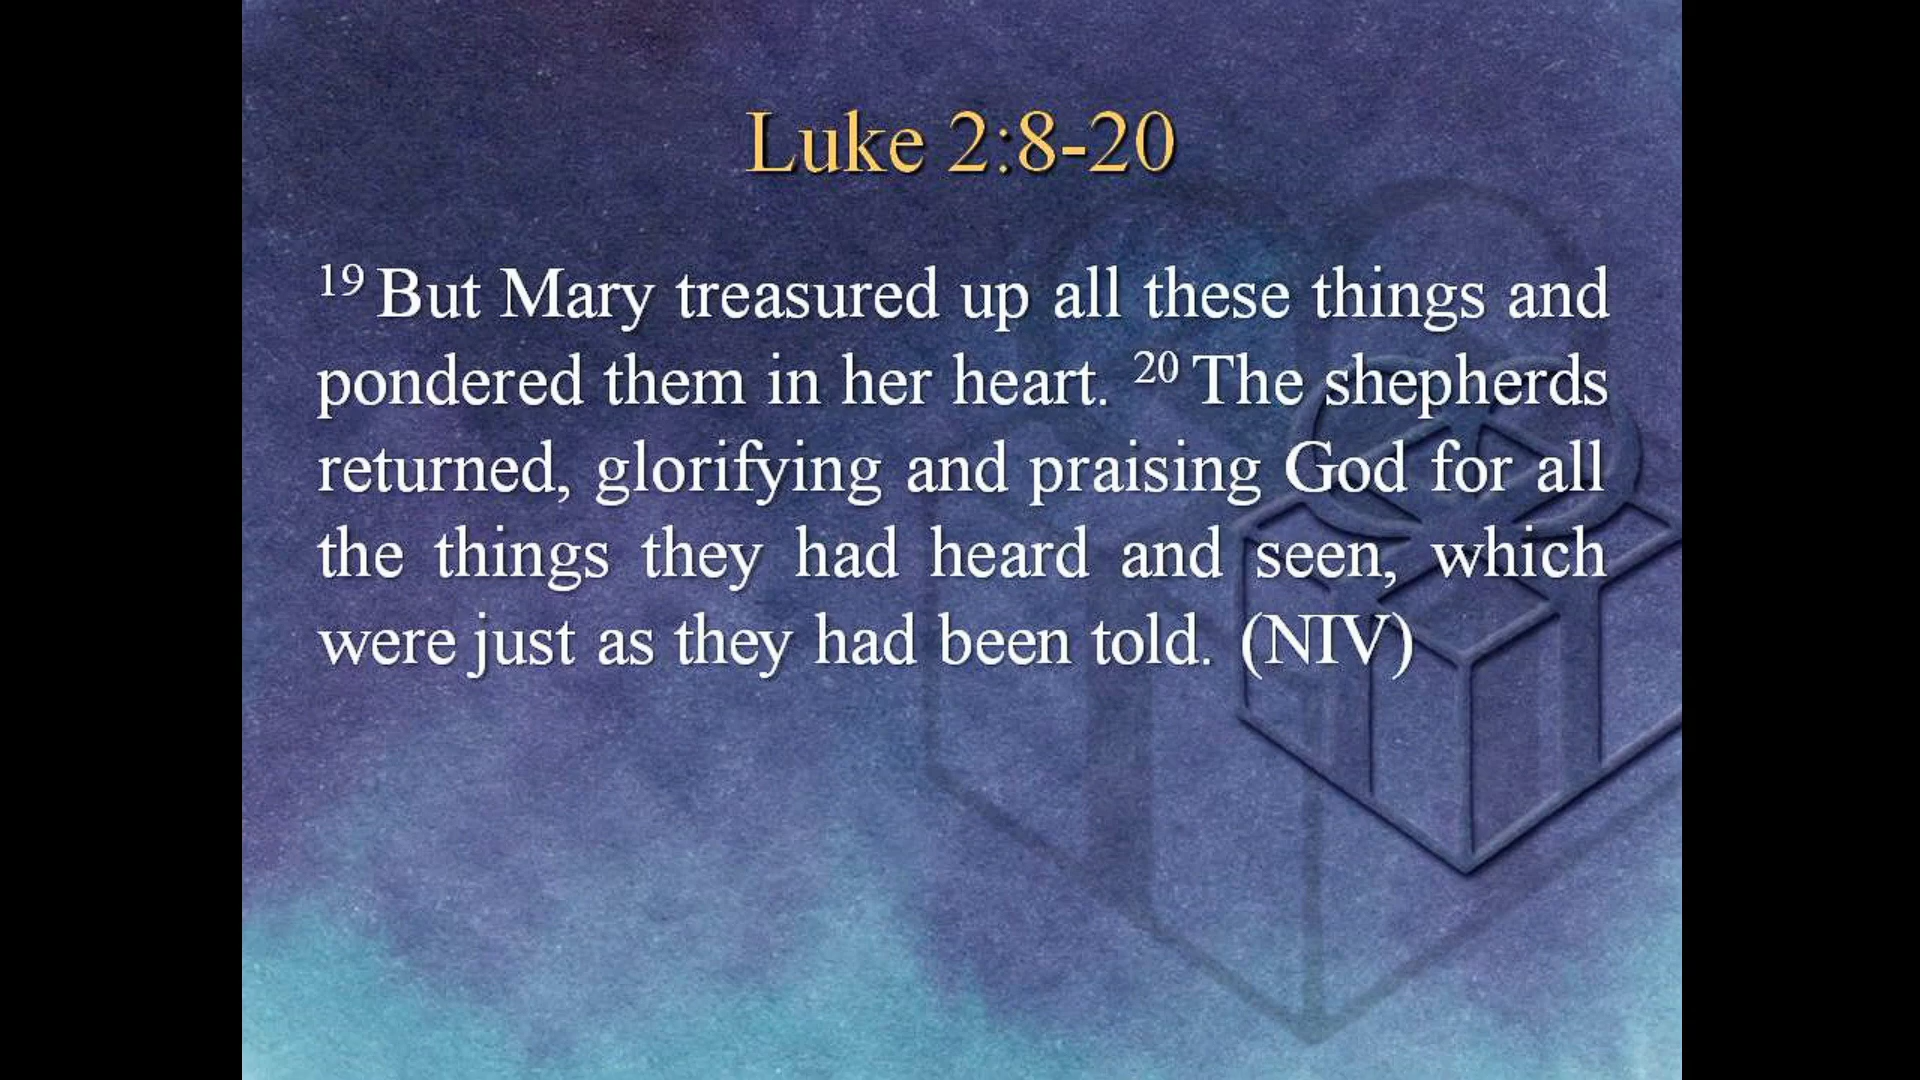 Luke 2:8-20
19 But Mary treasured up all these things and
pondered them in her heart. 20 The shepherds
returned, glorifying and praising God for all
the things they had heard and seen, which
were just as they had been told. (NIV)